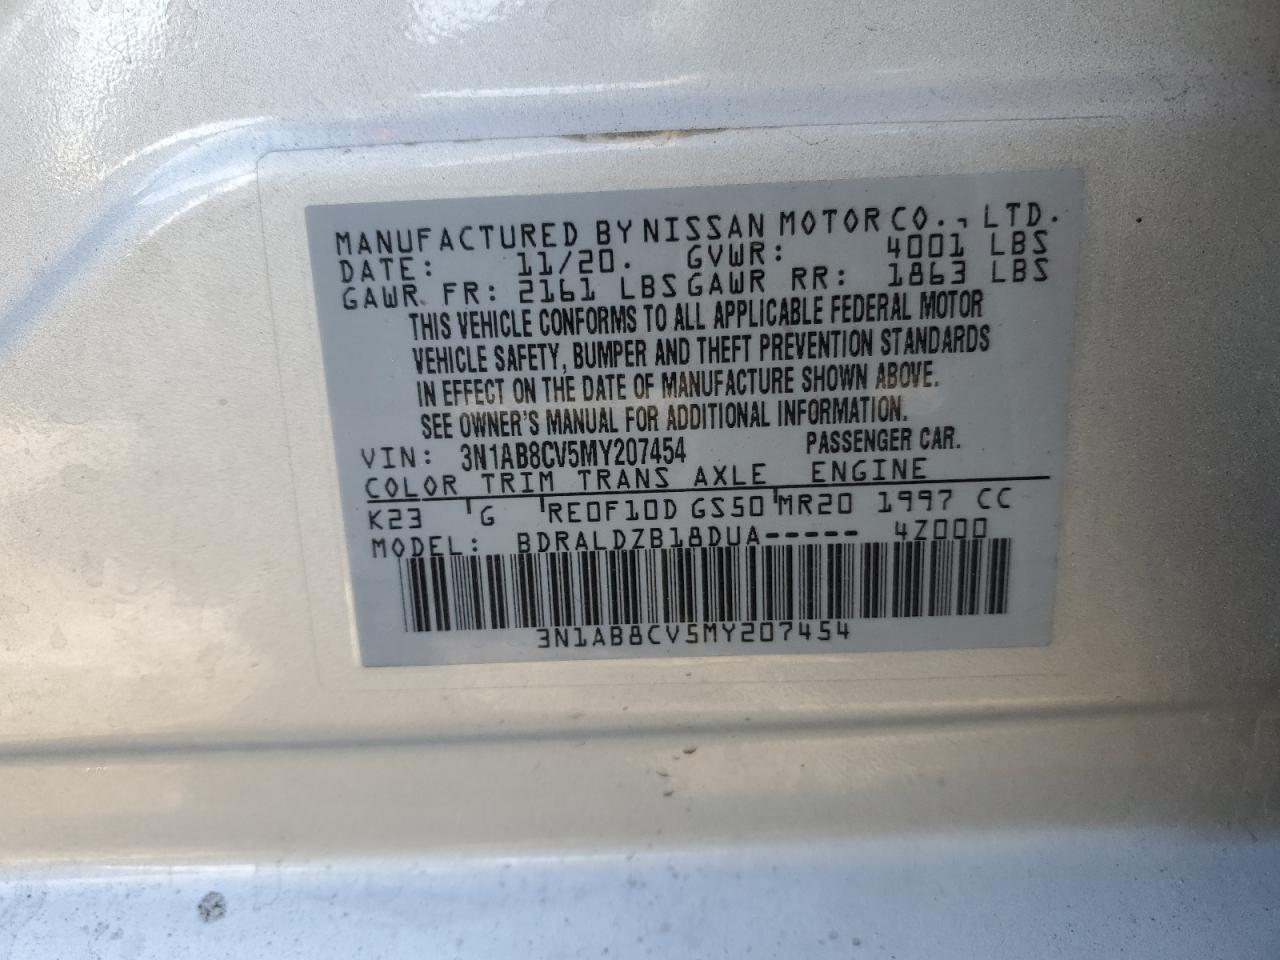 MANUFACTURED BY NISSAN MOTOR CO., LTD.
DATE: 11/20. GVWR: 4001 LBS
GAWR FR: 2161 LBS GAWR RR: 1863 LBS
THIS VEHICLE CONFORMS TO ALL APPLICABLE FEDERAL MOTOR
VEHICLE SAFETY, BUMPER AND THEFT PREVENTION STANDARDS
IN EFFECT ON THE DATE OF MANUFACTURE SHOWN ABOVE.
SEE OWNER'S MANUAL FOR ADDITIONAL INFORMATION.
VIN: 3N1AB8CV5MY207454 PASSENGER CAR.
COLOR TRIM TRANS AXLE ENGINE
K23 G RE0F10D GS50 MR20 1997 CC
MODEL: BDRALDZB18DUA----- 4Z000
3N1AB8CV5MY207454